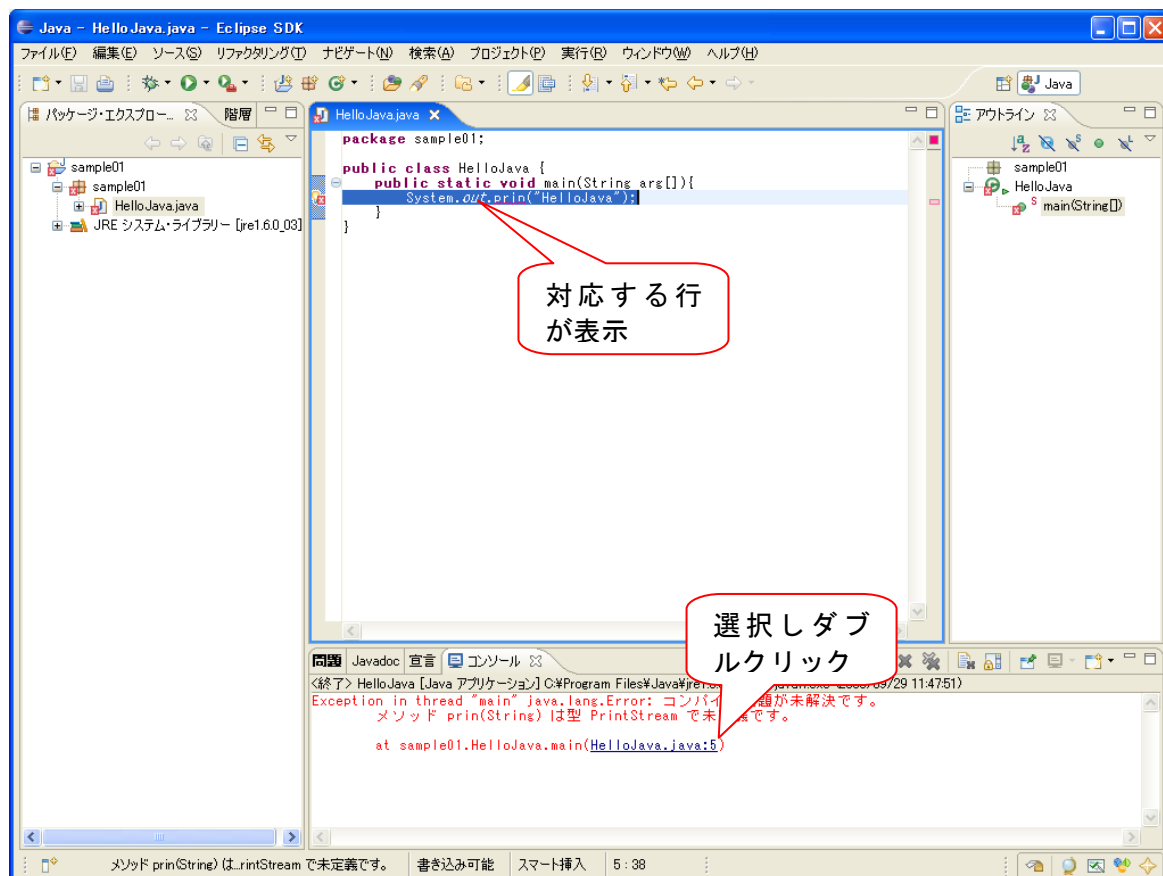 Java - HelloJava.java - Eclipse SDK
ファイル(F) 編集(E) ソース(S) リファクタリング(T) ナビゲート(N) 検索(A) プロジェクト(P) 実行(R) ウィンドウ(W) ヘルプ(H)
Java
パッケージ・エクスプロー... 階層
sample01
sample01
HelloJava.java
JRE システム・ライブラリー [jre1.6.0_03]
HelloJava.java
package sample01;
public class HelloJava {
public static void main(String arg[]){
System.out.prin("HelloJava");
}
}
対応する行
が表示
アウトライン
sample01
HelloJava
main(String[])
選択しダブ
ルクリック
問題 Javadoc 宣言 コンソール
<終了> HelloJava [Java アプリケーション] C:¥Program Files¥Java¥jre1.6 /29 11:47:51)
Exception in thread "main" java.lang.Error: コンパイ 題が未解決です。
メソッド prin(String) は型 PrintStream で未 義です。
at sample01.HelloJava.main(HelloJava.java:5)
メソッド prin(String) は...rintStream で未定義です。 書き込み可能 スマート挿入 5 : 38